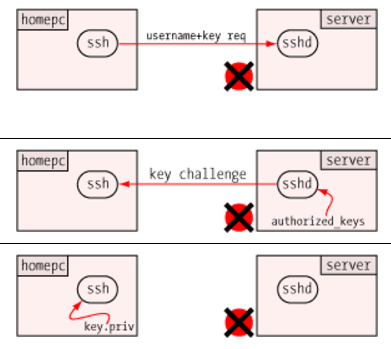 homepc
server
ssh
username+key req
sshd
homepc
server
ssh
key challenge
sshd
authorized_keys
homepc
server
ssh
sshd
key.priv